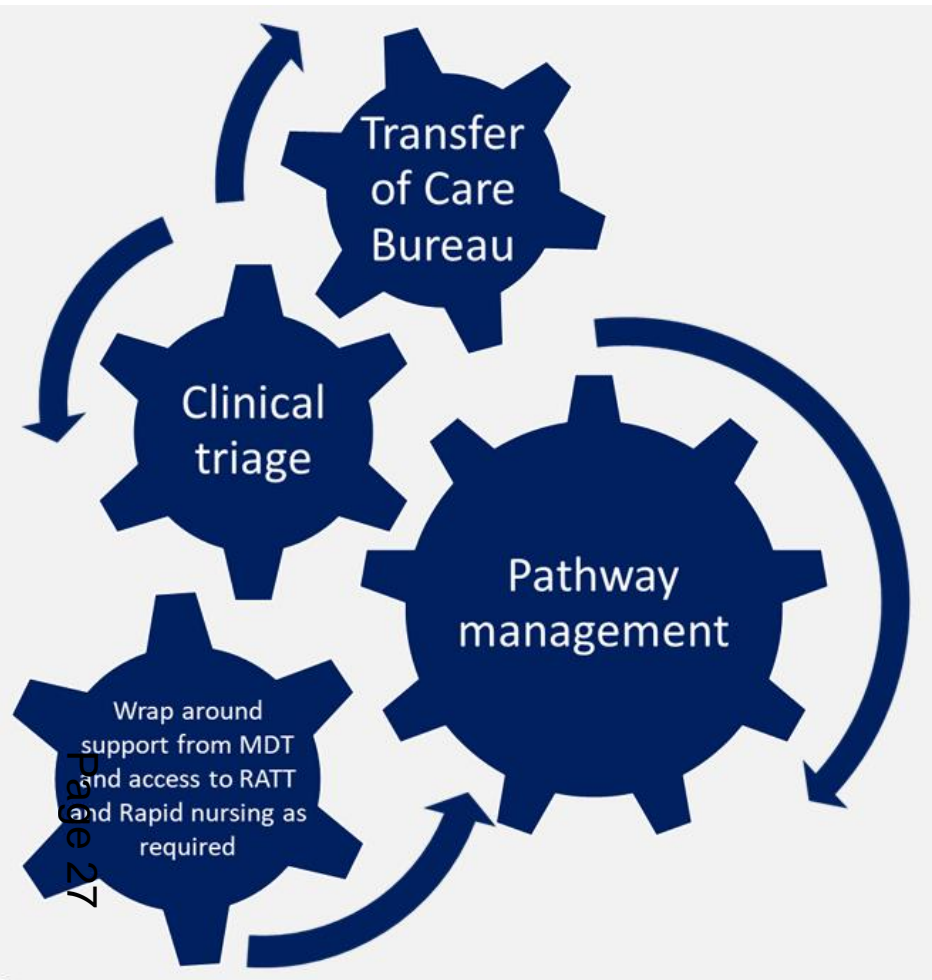 Transfer
of Care
Bureau
Clinical
triage
Pathway
management
Wrap around
support from MDT
and access to RATT
and Rapid nursing as
required
Page 27